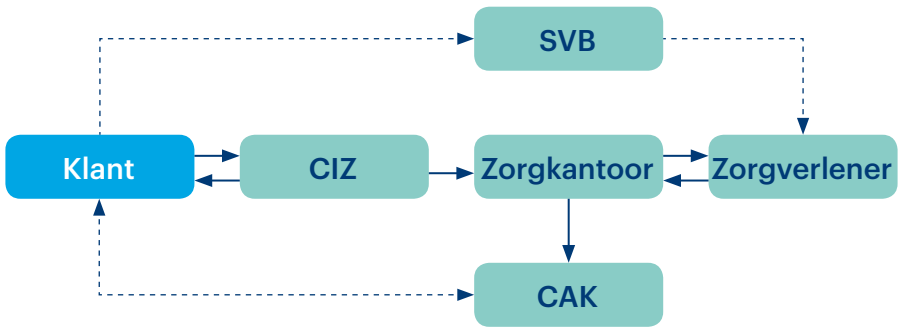 SVB
Klant
CIZ
Zorgkantoor
Zorgverlener
CAK